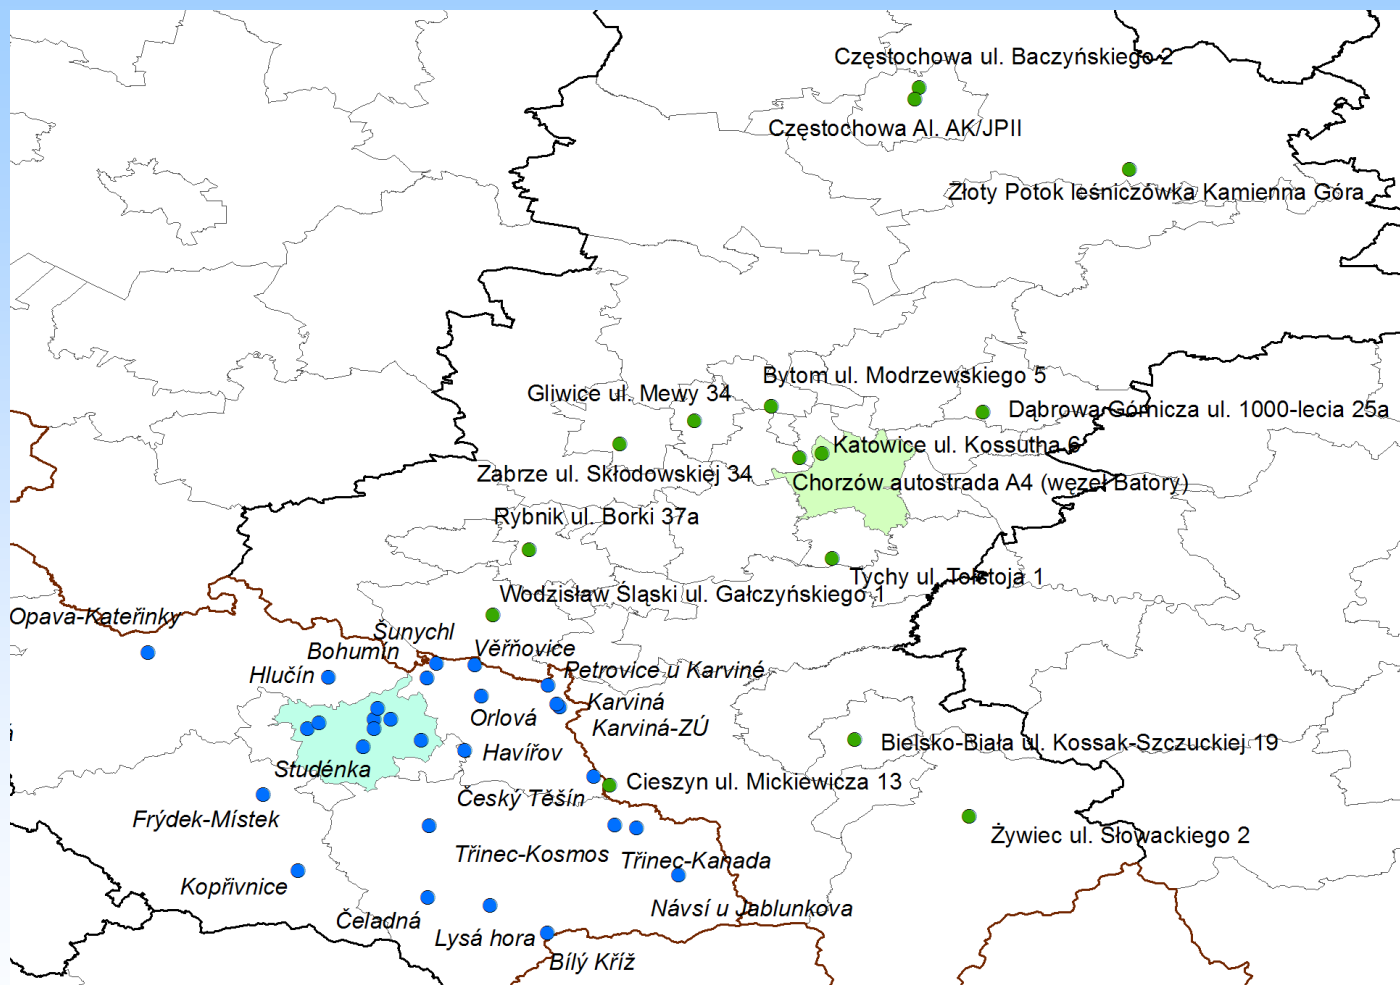 Częstochowa ul. Baczyńskiego 2
Częstochowa Al. AK/JPII
Złoty Potok leśniczówka Kamienna Góra
Bytom ul. Modrzewskiego 5
Gliwice ul. Mewy 34
Dąbrowa Górnicza ul. 1000-lecia 25a
Katowice ul. Kossutha 6
Zabrze ul. Skłodowskiej 34
Chorzów autostrada A4 (węzeł Batory)
Rybnik ul. Borki 37a
Tychy ul. Tołstoja 1
Wodzisław Śląski ul. Gałczyńskiego 1
Opava-Kateřinky
Šunychl
Bohumín
Věřňovice
Hlučín
Petrovice u Karviné
Karviná
Orlová
Karviná-ZÚ
Havířov
Bielsko-Biała ul. Kossak-Szczuckiej 19
Studénka
Cieszyn ul. Mickiewicza 13
Český Těšín
Frýdek-Místek
Żywiec ul. Słowackiego 2
Třinec-Kosmos
Třinec-Kanada
Kopřivnice
Návsí u Jablunkova
Čeladná
Lysá hora
Bílý Kříž